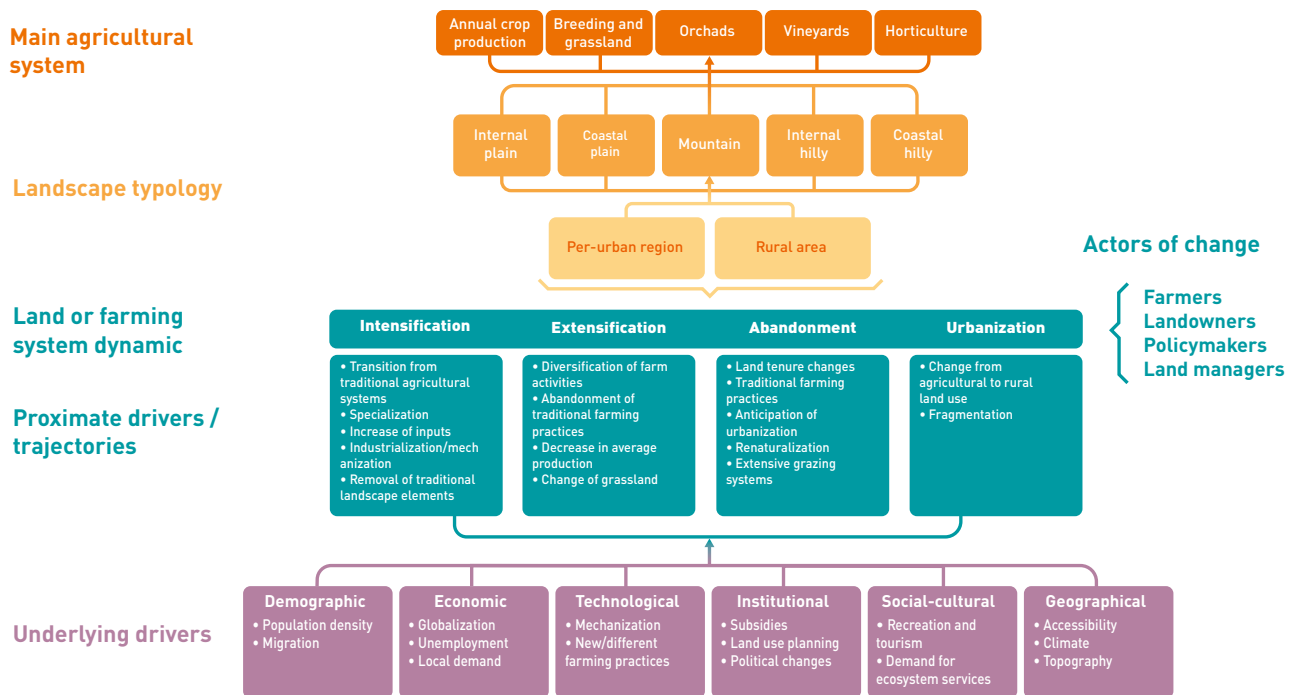 Main agricultural
system
Annual crop
production
Breeding and
grassland
Orchads
Vineyards
Horticulture
Landscape typology
Internal
plain
Coastal
plain
Mountain
Internal
hilly
Coastal
hilly
Per-urban region
Rural area
Actors of change
Farmers
Landowners
Policymakers
Land managers
Land or farming
system dynamic
Intensification
Extensification
Abandonment
Urbanization
Proximate drivers /
trajectories
• Transition from
traditional agricultural
systems
• Specialization
• Increase of inputs
• Industrialization/mech
anization
• Removal of traditional
landscape elements
• Diversification of farm
activities
• Abandonment of
traditional farming
practices
• Decrease in average
production
• Change of grassland
• Land tenure changes
• Traditional farming
practices
• Anticipation of
urbanization
• Renaturalization
• Extensive grazing
systems
• Change from
agricultural to rural
land use
• Fragmentation
Underlying drivers
Demographic
• Population density
• Migration
Economic
• Globalization
• Unemployment
• Local demand
Technological
• Mechanization
• New/different
farming practices
Institutional
• Subsidies
• Land use planning
• Political changes
Social-cultural
• Recreation and
tourism
• Demand for
ecosystem services
Geographical
• Accessibility
• Climate
• Topography